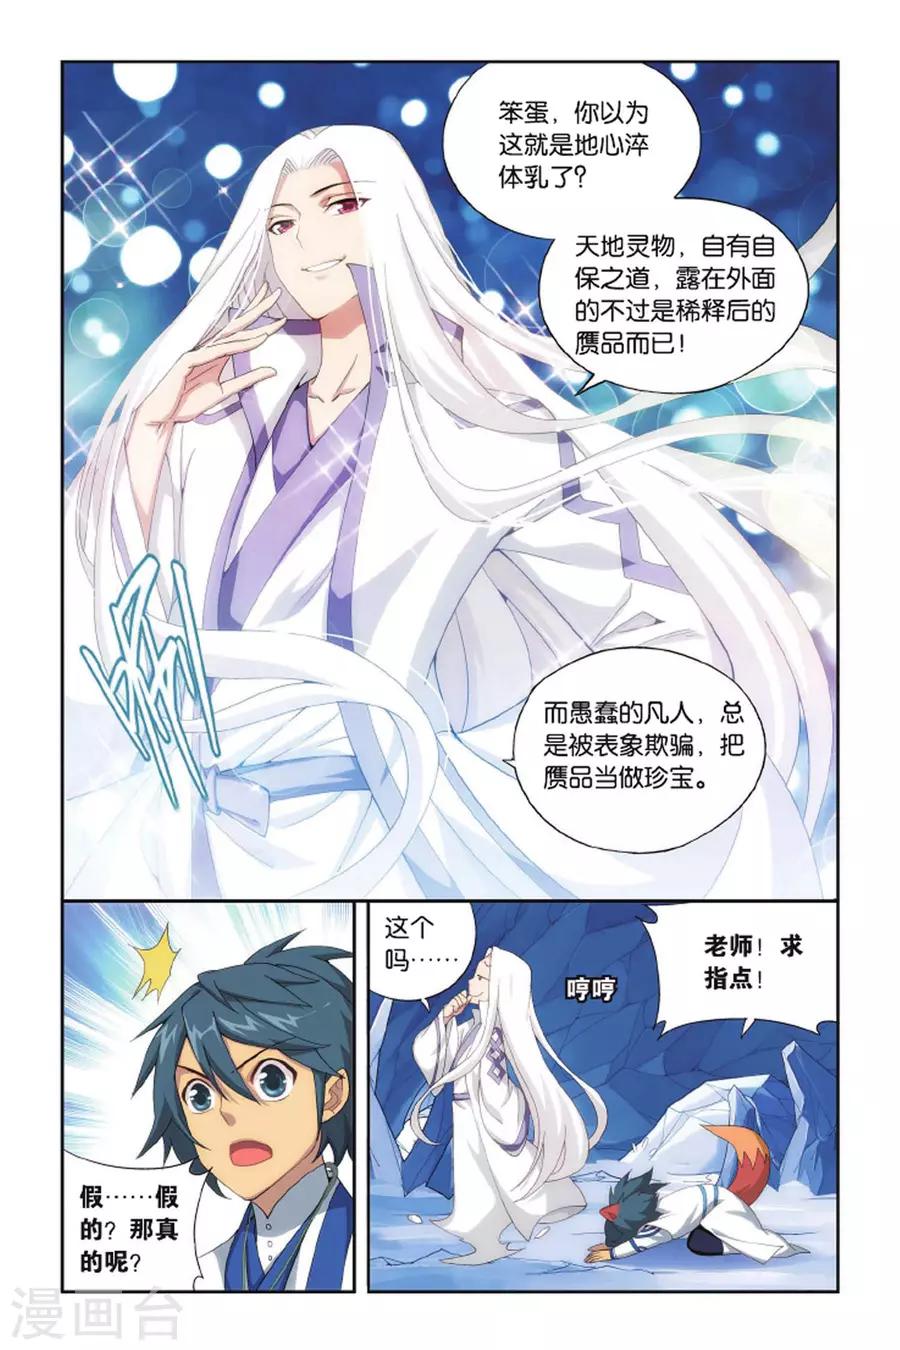 笨蛋，你以为
这就是地心淬
体乳了？
天地灵物，自有自
保之道，露在外面
的不过是稀释后的
赝品而已！
唰
而愚蠢的凡人，总
是被表象欺骗，把
赝品当做珍宝。
假……假
的？那真
的呢？
这个
吗……
哼哼
老师！求
指点！
漫画台